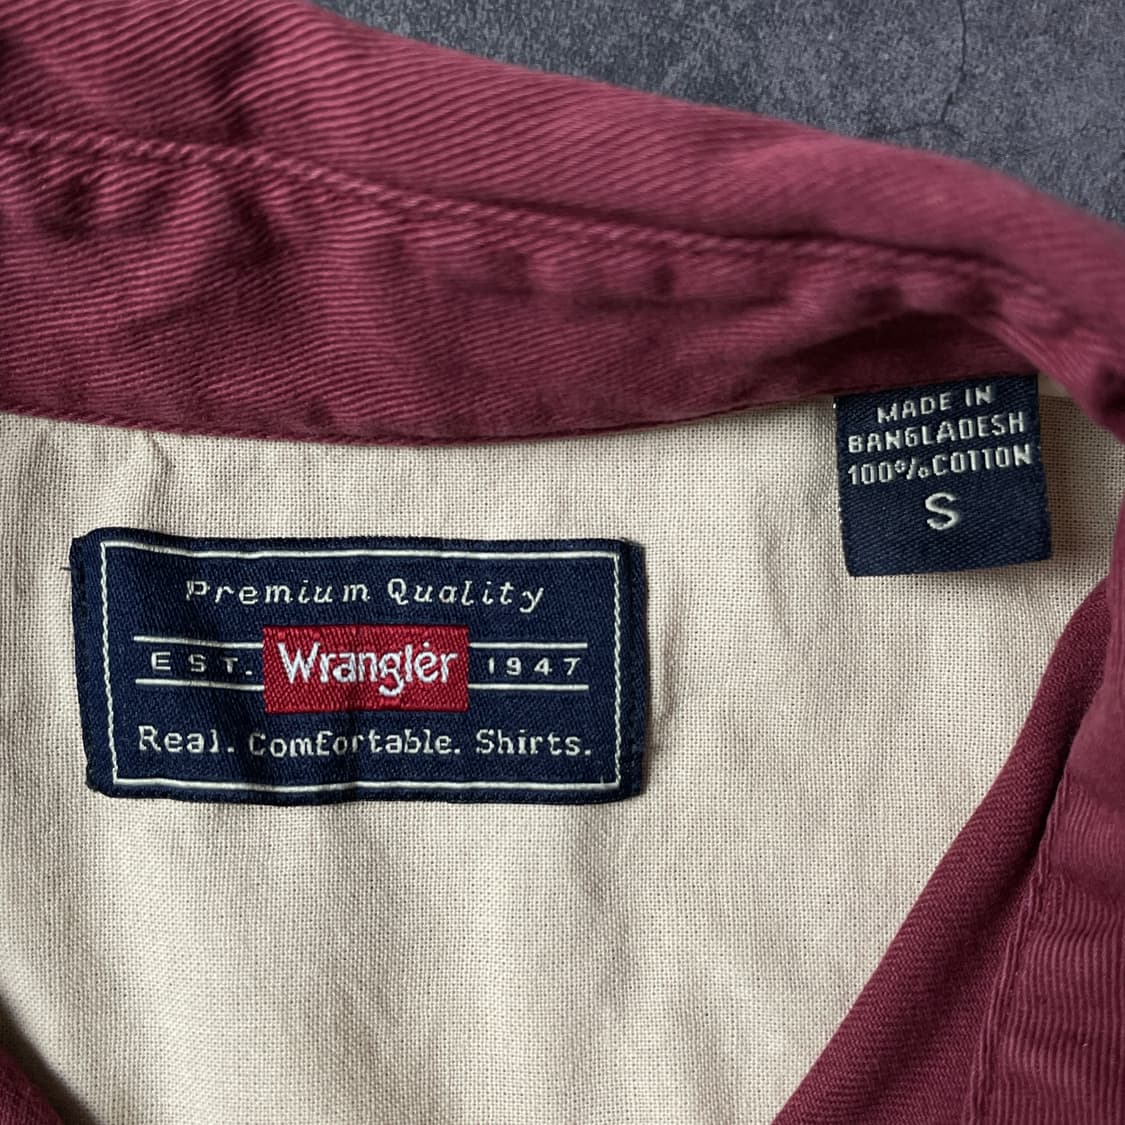 MADE IN
BANGLADESH
100% COTTON
S
Premium Quality
EST. Wrangler 1947
Real. Comfortable. Shirts.